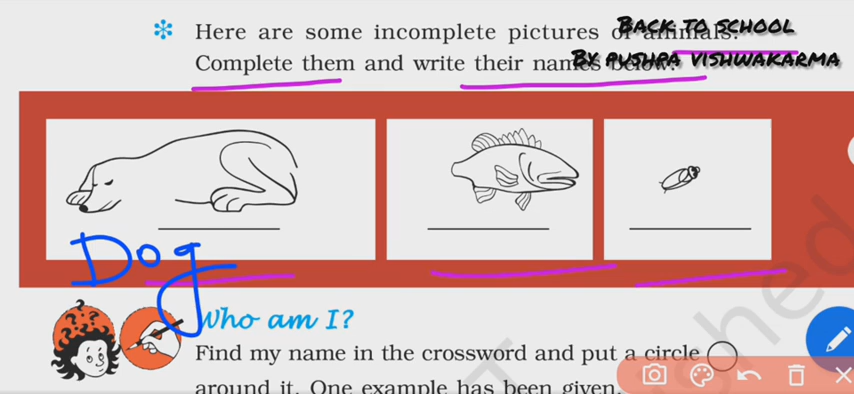 Here are some incomplete pictures of animals.
BACK TO SCHOOL
Complete them and write their names below.
BY PUSHPA VISHWAKARMA
Dog
Who am I?
Find my name in the crossword and put a circle
around it. One example has been given.
shed